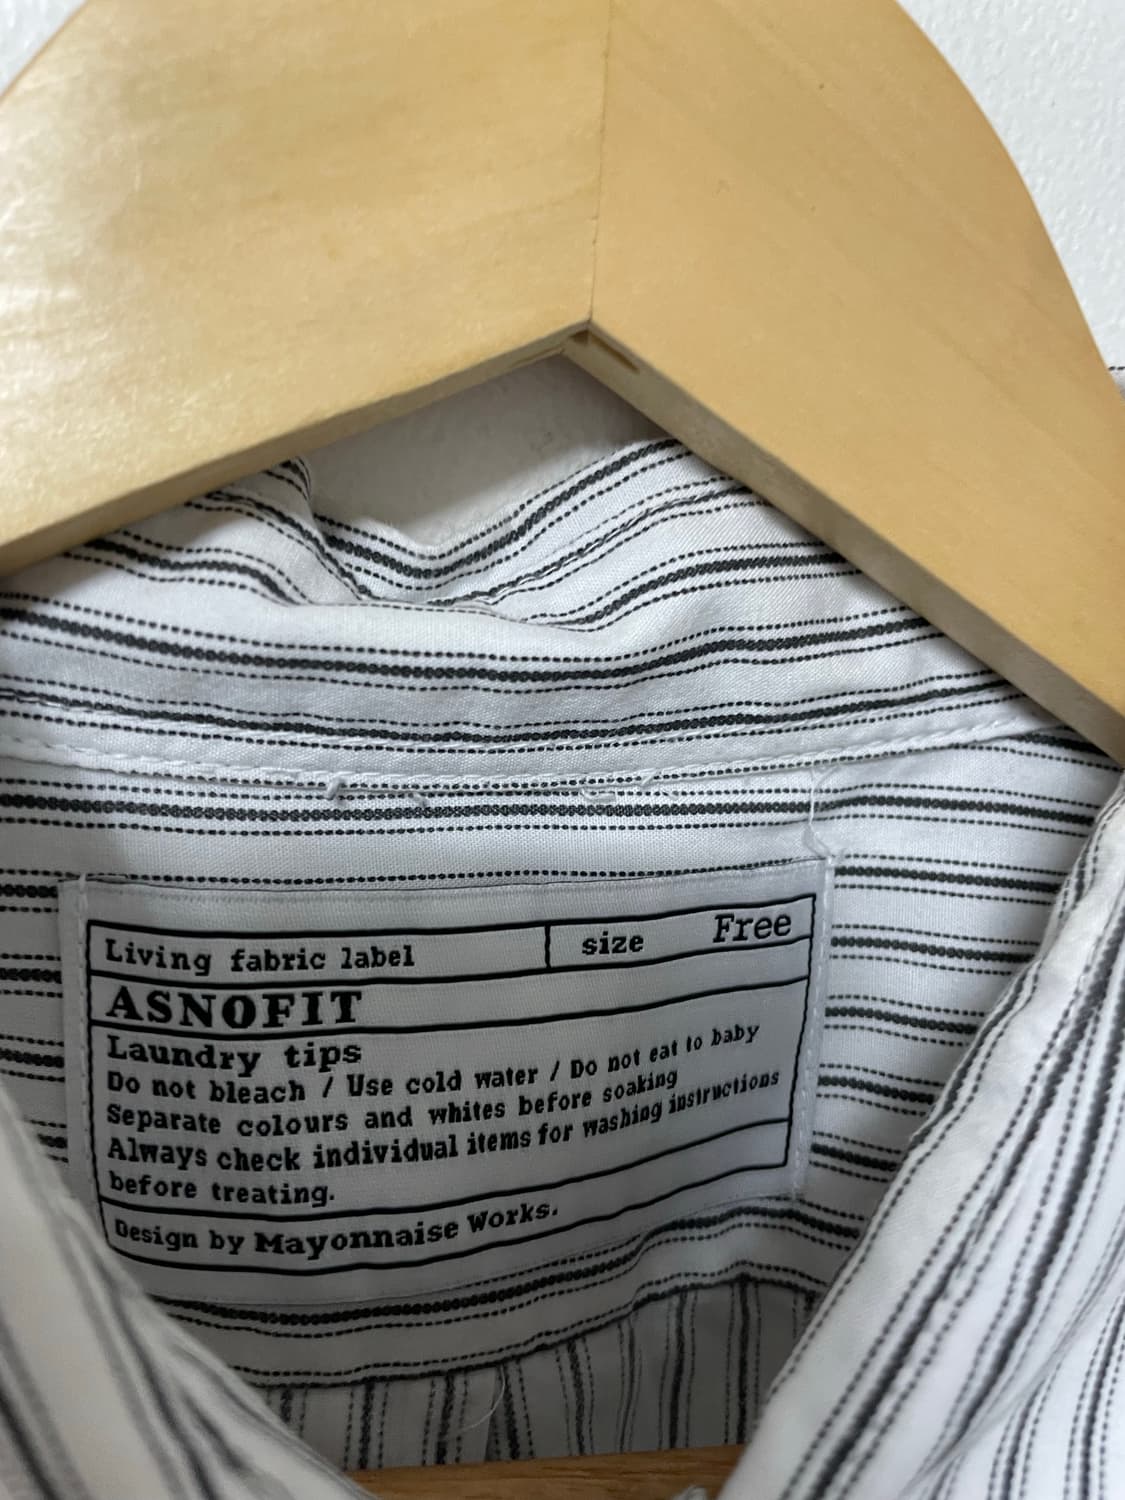 Living fabric label size Free
ASNOFIT
Laundry tips
Do not bleach / Use cold water / Do not eat to baby
Separate colours and whites before soaking
Always check individual items for washing instructions
before treating.
Design by Mayonnaise Works.